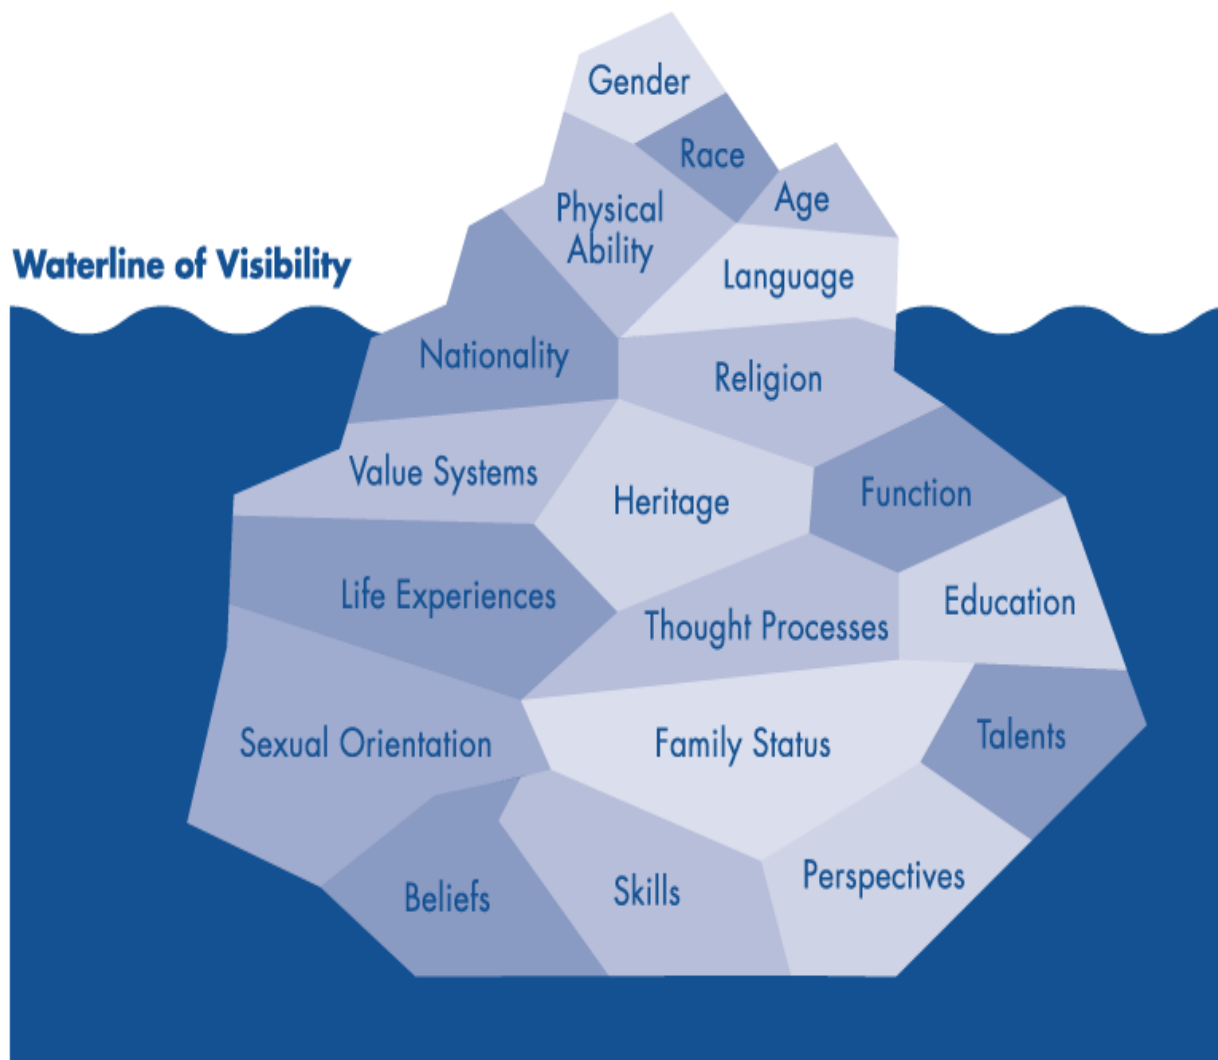 Gender
Race
Age
Physical
Ability
Waterline of Visibility
Language
Nationality
Religion
Value Systems
Heritage
Function
Life Experiences
Education
Thought Processes
Sexual Orientation
Family Status
Talents
Beliefs
Skills
Perspectives